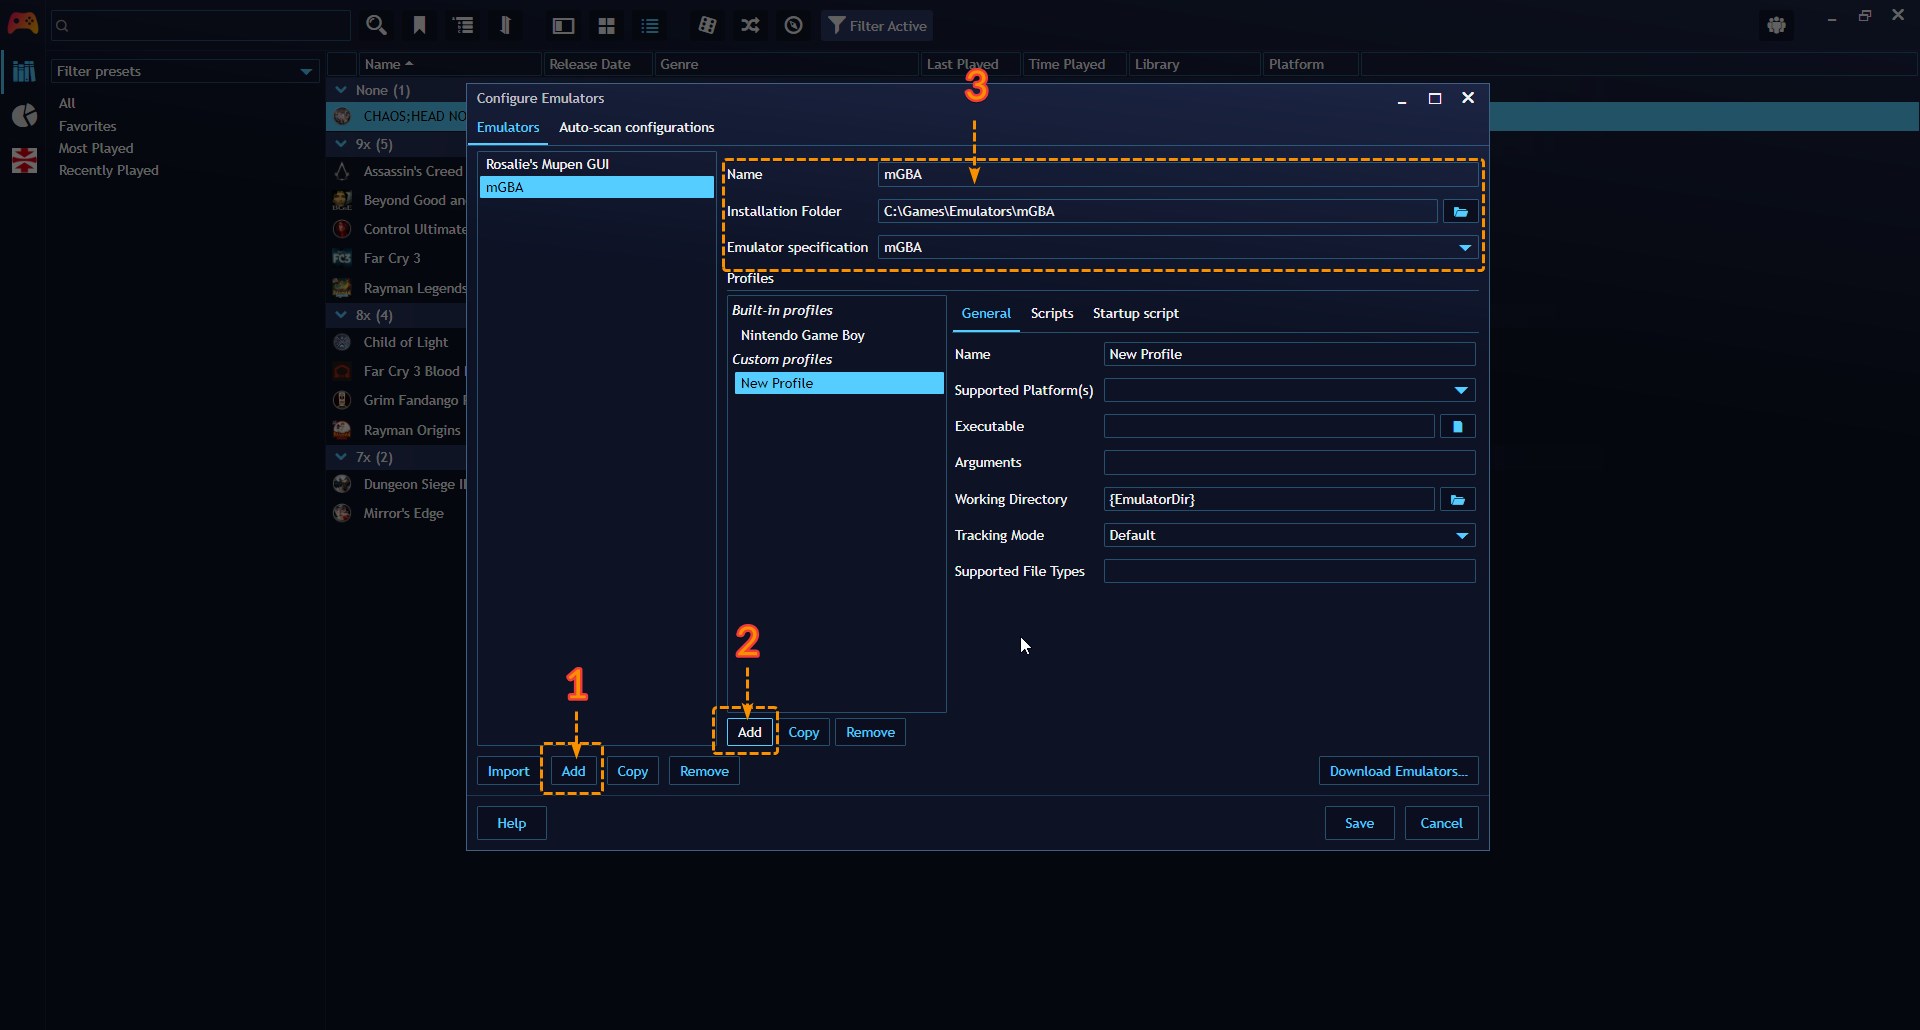 Filter Active
Filter presets
Name
Release Date
Genre
Last Played
Time Played
Library
Platform
All
Favorites
Most Played
Recently Played
None (1)
CHAOS;HEAD NO
9x (5)
Assassin's Creed
Beyond Good an
Control Ultimate
FC3
Far Cry 3
Rayman Legends
8x (4)
Child of Light
Far Cry 3 Blood
Grim Fandango
Rayman Origins
7x (2)
Dungeon Siege II
Mirror's Edge
Configure Emulators
3
Emulators
Auto-scan configurations
Rosalie's Mupen GUI
mGBA
Name
mGBA
Installation Folder
C:\Games\Emulators\mGBA
Emulator specification
mGBA
Profiles
Built-in profiles
Nintendo Game Boy
Custom profiles
New Profile
General
Scripts
Startup script
Name
New Profile
Supported Platform(s)
Executable
Arguments
Working Directory
{EmulatorDir}
Tracking Mode
Default
Supported File Types
2
1
Add
Copy
Remove
Import
Add
Copy
Remove
Download Emulators...
Help
Save
Cancel